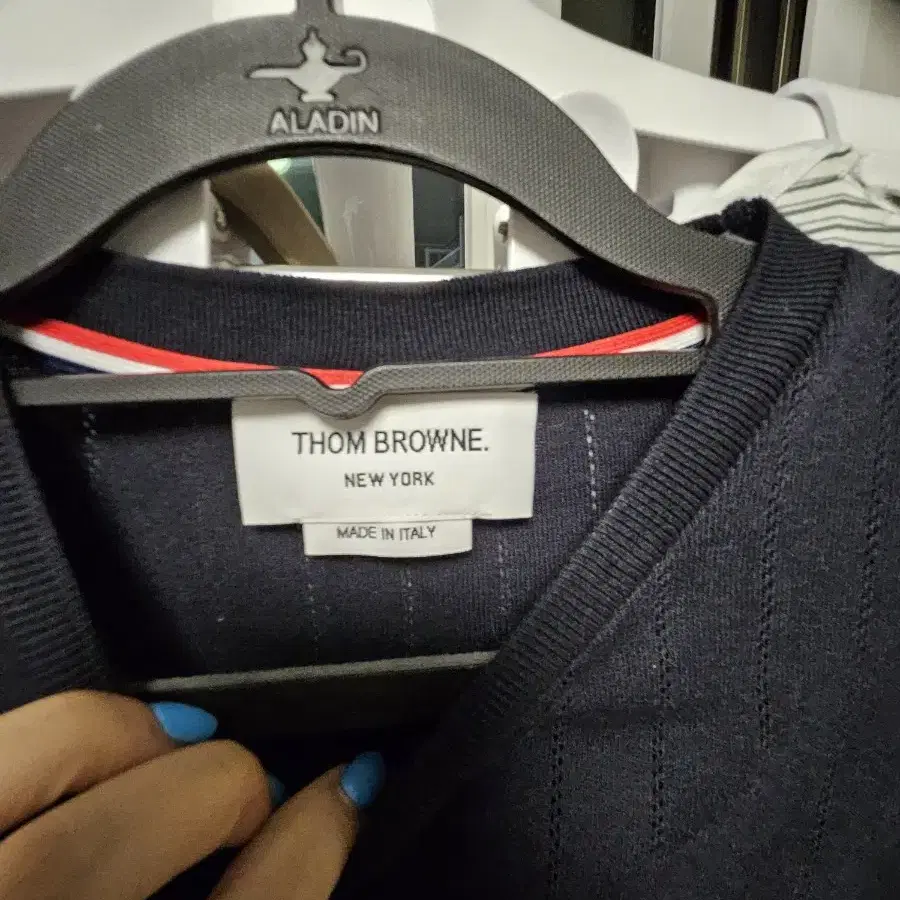 ALADIN
THOM BROWNE.
NEW YORK
MADE IN ITALY